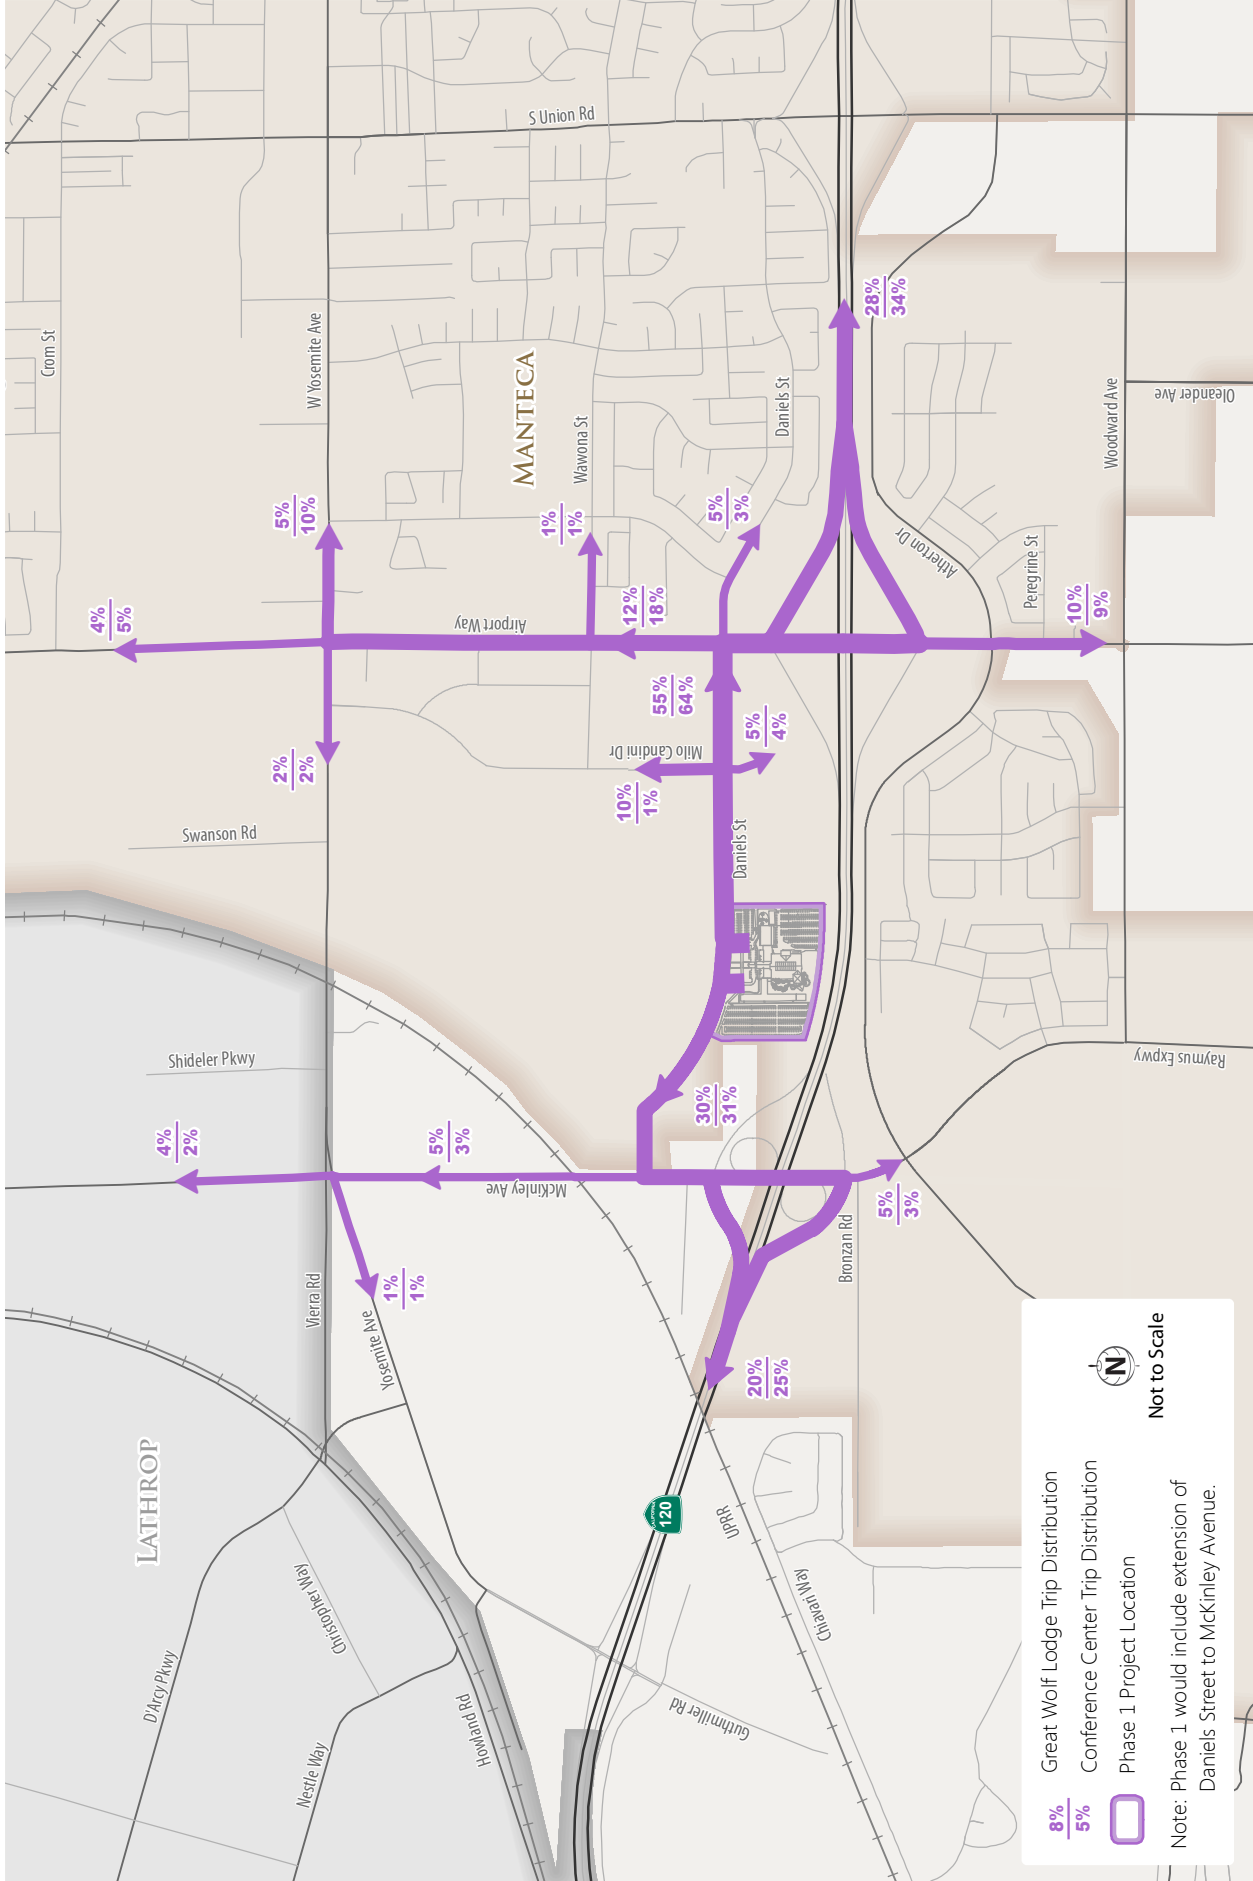 Crom St
S Union Rd
W Yosemite Ave
MANTECA
Wawona St
Daniels St
28%
34%
Woodward Ave
Oleander Ave
5%
10%
1%
1%
5%
3%
Atherton Dr
Peregrine St
4%
5%
Airport Way
12%
18%
10%
9%
55%
64%
2%
2%
Milo Candini Dr
5%
4%
10%
1%
Swanson Rd
Daniels St
Shideler Pkwy
Raymus Expwy
30%
31%
4%
2%
5%
3%
McKinley Ave
5%
3%
Bronzan Rd
Vierra Rd
1%
1%
Yosemite Ave
20%
25%
LATHROP
CALIFORNIA
120
UPRR
Chiavari Way
Christopher Way
D'Arcy Pkwy
Nestle Way
Howland Rd
Guthmiller Rd
8%
5%
Great Wolf Lodge Trip Distribution
Conference Center Trip Distribution
Phase 1 Project Location
Note: Phase 1 would include extension of
Daniels Street to McKinley Avenue.
N
Not to Scale